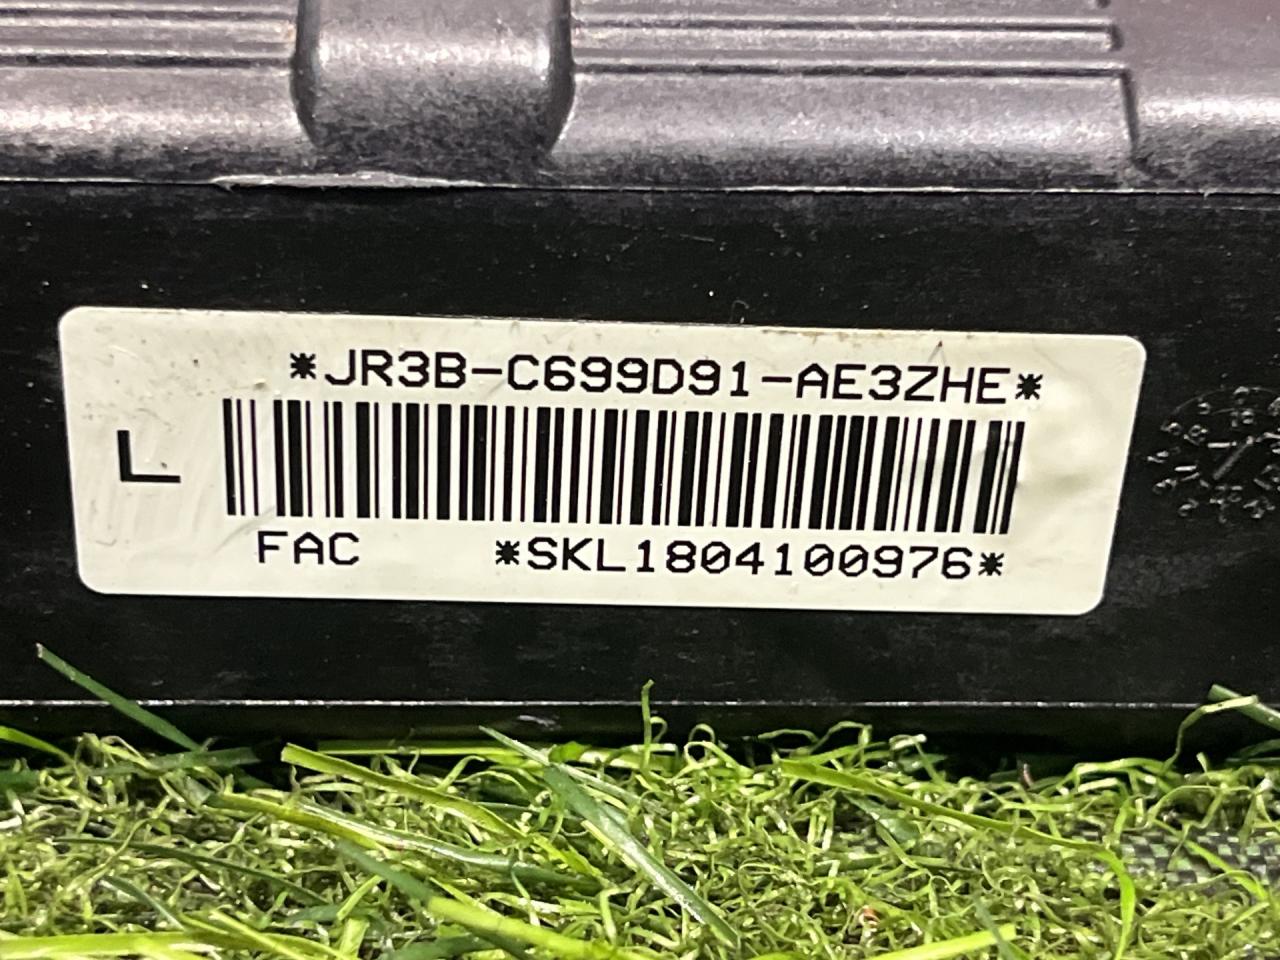 *JR3B-C699D91-AE3ZHE*
L
FAC *SKL1804100976*